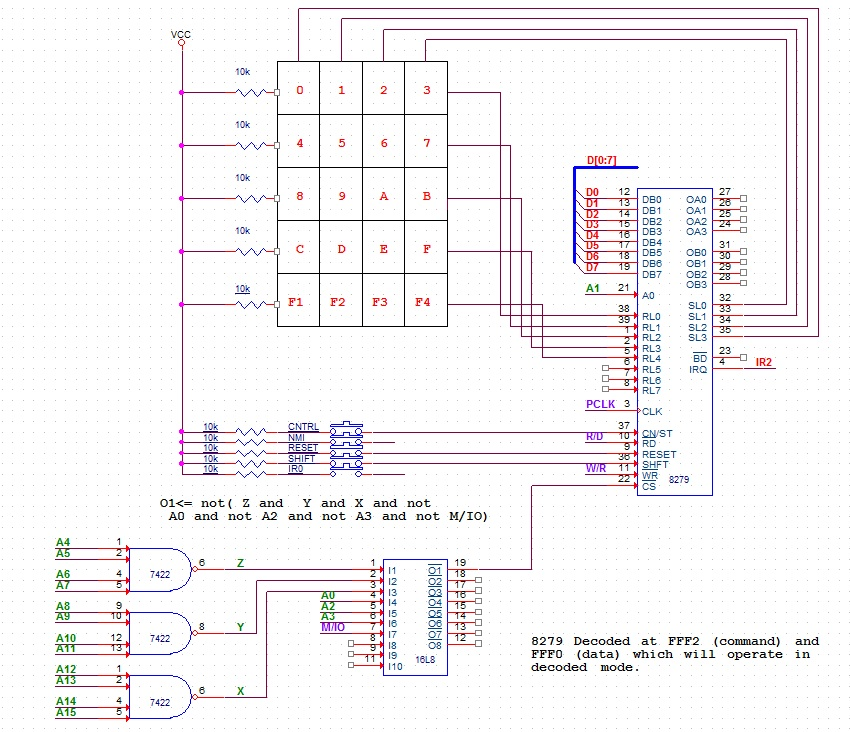 VCC
10k
0 1 2 3
10k
4 5 6 7
10k
8 9 A B
10k
C D E F
10k
F1 F2 F3 F4
D[0:7]
D0 12 DB0
D1 13 DB1
D2 14 DB2
D3 15 DB3
D4 16 DB4
D5 17 DB5
D6 18 DB6
D7 19 DB7
A1 21 A0
38 RL0
39 RL1
1 RL2
2 RL3
5 RL4
6 RL5
7 RL6
8 RL7
PCLK 3 CLK
37 CN/ST
R/D 10 RD
9 RESET
36 SHFT
W/R 11 WR
22 CS
8279
OA0 27
OA1 26
OA2 25
OA3 24
OB0 31
OB1 30
OB2 29
OB3 28
SL0 32
SL1 33
SL2 34
SL3 35
BD 23
IRQ 4 IR2
10k CNTRL
10k NMI
10k RESET
10k SHIFT
10k IR0
O1<= not( Z and Y and X and not
A0 and not A2 and not A3 and not M/IO)
A4 1
A5 2
A6 4
A7 5
7422
6 Z
A8 9
A9 10
A10 12
A11 13
7422
8 Y
A12 1
A13 2
A14 4
A15 5
7422
6 X
1 I1
2 I2
3 I3
A0 4 I4
A2 5 I5
A3 6 I6
M/IO 7 I7
8 I8
9 I9
11 I10
16L8
O1 19
O2 18
O3 17
O4 16
O5 15
O6 14
O7 13
O8 12
8279 Decoded at FFF2 (command) and
FFF0 (data) which will operate in
decoded mode.